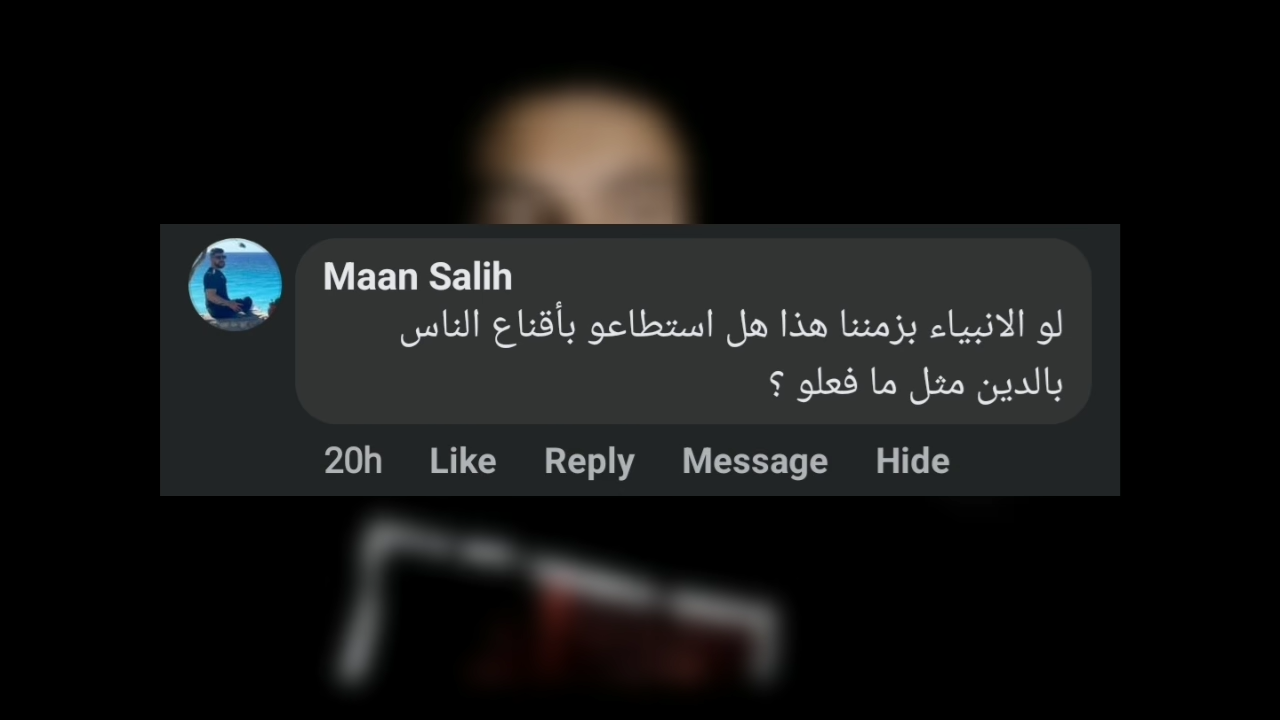 Maan Salih
لو الانبياء بزمننا هذا هل استطاعو بأقناع الناس
بالدين مثل ما فعلو ؟
20h Like Reply Message Hide